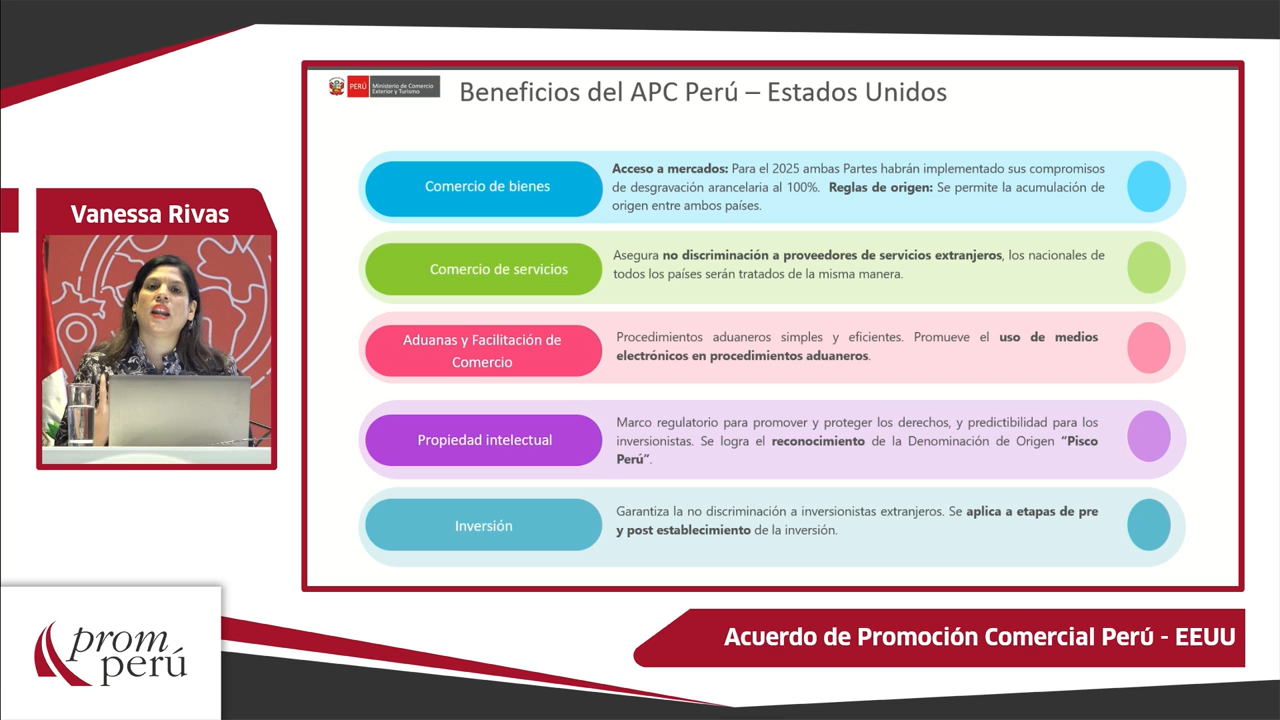 Vanessa Rivas
PERÚ
Ministerio de Comercio
Exterior y Turismo
Beneficios del APC Perú – Estados Unidos
Comercio de bienes
Acceso a mercados: Para el 2025 ambas Partes habrán implementado sus compromisos
de desgravación arancelaria al 100%. Reglas de origen: Se permite la acumulación de
origen entre ambos países.
Comercio de servicios
Asegura no discriminación a proveedores de servicios extranjeros, los nacionales de
todos los países serán tratados de la misma manera.
Aduanas y Facilitación de
Comercio
Procedimientos aduaneros simples y eficientes. Promueve el uso de medios
electrónicos en procedimientos aduaneros.
Propiedad intelectual
Marco regulatorio para promover y proteger los derechos, y predictibilidad para los
inversionistas. Se logra el reconocimiento de la Denominación de Origen “Pisco
Perú”.
Inversión
Garantiza la no discriminación a inversionistas extranjeros. Se aplica a etapas de pre
y post establecimiento de la inversión.
prom
perú
Acuerdo de Promoción Comercial Perú - EEUU